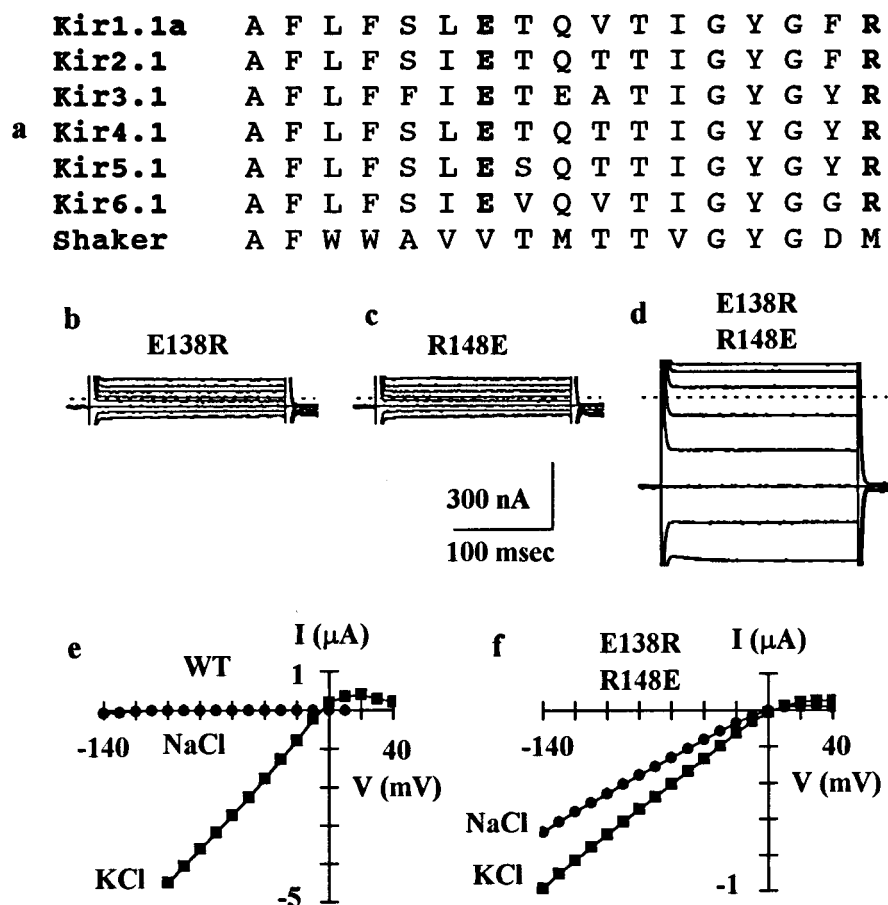 Kir1.1a A F L F S L E T Q V T I G Y G F R
Kir2.1 A F L F S I E T Q T T I G Y G F R
Kir3.1 A F L F F I E T E A T I G Y G Y R
a Kir4.1 A F L F S L E T Q T T I G Y G Y R
Kir5.1 A F L F S L E S Q T T I G Y G Y R
Kir6.1 A F L F S I E V Q V T I G Y G G R
Shaker A F W W A V V T M T T V G Y G D M
b
E138R
c
R148E
d
E138R
R148E
300 nA
100 msec
e
WT
I (μA)
1
-140
NaCl
40
V (mV)
KCl
-5
f
E138R
R148E
I (μA)
-140
40
V (mV)
NaCl
KCl
-1